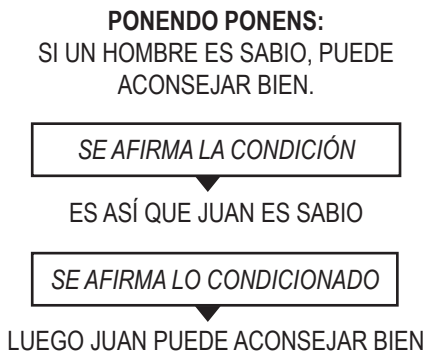 PONENDO PONENS:
SI UN HOMBRE ES SABIO, PUEDE
ACONSEJAR BIEN.
SE AFIRMA LA CONDICIÓN
ES ASÍ QUE JUAN ES SABIO
SE AFIRMA LO CONDICIONADO
LUEGO JUAN PUEDE ACONSEJAR BIEN